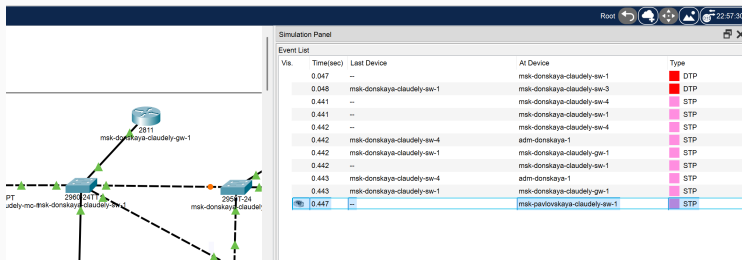 Root
22:57:30
Simulation Panel
Event List
Vis. Time(sec) Last Device At Device Type
0.047 -- msk-donskaya-claudely-sw-1 DTP
0.048 msk-donskaya-claudely-sw-1 msk-donskaya-claudely-sw-3 DTP
0.441 -- msk-donskaya-claudely-sw-4 STP
0.441 -- msk-donskaya-claudely-sw-1 STP
0.442 -- msk-donskaya-claudely-sw-4 STP
0.442 msk-donskaya-claudely-sw-4 adm-donskaya-1 STP
0.442 msk-donskaya-claudely-sw-1 msk-donskaya-claudely-gw-1 STP
0.442 -- msk-donskaya-claudely-sw-1 STP
0.443 msk-donskaya-claudely-sw-4 adm-donskaya-1 STP
0.443 msk-donskaya-claudely-sw-1 msk-donskaya-claudely-gw-1 STP
0.447 -- msk-pavlovskaya-claudely-sw-1 STP
2811
msk-donskaya-claudely-gw-1
PT
udely-mc-1
2960-24TT
msk-donskaya-claudely-sw-1
2950T-24
msk-donskaya-claudely